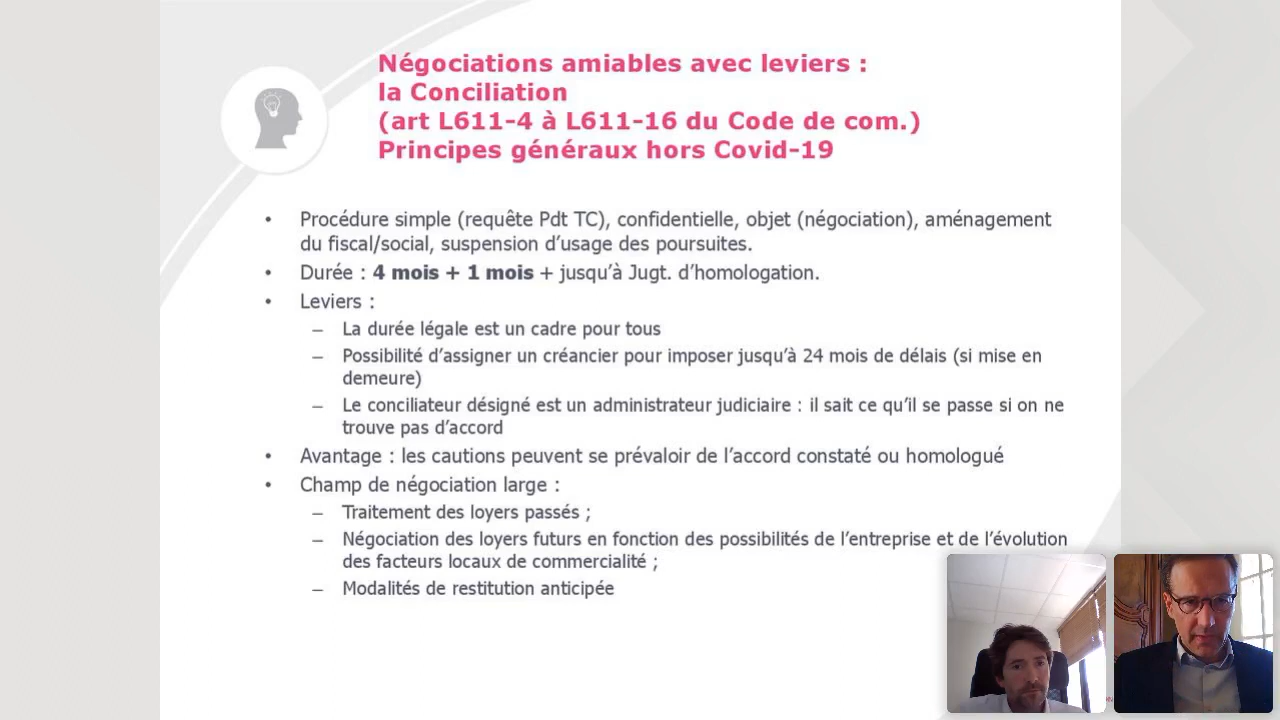 Négociations amiables avec leviers :
la Conciliation
(art L611-4 à L611-16 du Code de com.)
Principes généraux hors Covid-19
• Procédure simple (requête Pdt TC), confidentielle, objet (négociation), aménagement
du fiscal/social, suspension d’usage des poursuites.
• Durée : 4 mois + 1 mois + jusqu’à Jugt. d’homologation.
• Leviers :
– La durée légale est un cadre pour tous
– Possibilité d’assigner un créancier pour imposer jusqu’à 24 mois de délais (si mise en
demeure)
– Le conciliateur désigné est un administrateur judiciaire : il sait ce qu’il se passe si on ne
trouve pas d’accord
• Avantage : les cautions peuvent se prévaloir de l’accord constaté ou homologué
• Champ de négociation large :
– Traitement des loyers passés ;
– Négociation des loyers futurs en fonction des possibilités de l’entreprise et de l’évolution
des facteurs locaux de commercialité ;
– Modalités de restitution anticipée